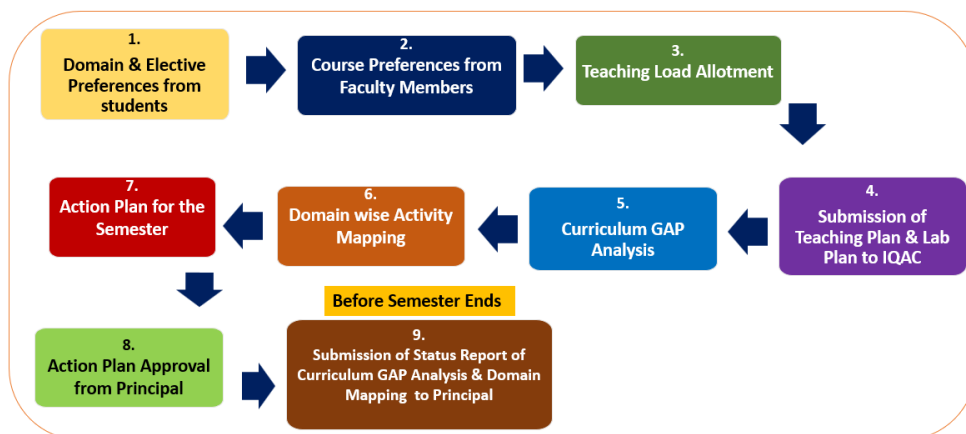 1.
Domain & Elective
Preferences from
students
2.
Course Preferences from
Faculty Members
3.
Teaching Load Allotment
4.
Submission of
Teaching Plan & Lab
Plan to IQAC
5.
Curriculum GAP
Analysis
6.
Domain wise Activity
Mapping
7.
Action Plan for the
Semester
8.
Action Plan Approval
from Principal
Before Semester Ends
9.
Submission of Status Report of
Curriculum GAP Analysis & Domain
Mapping to Principal